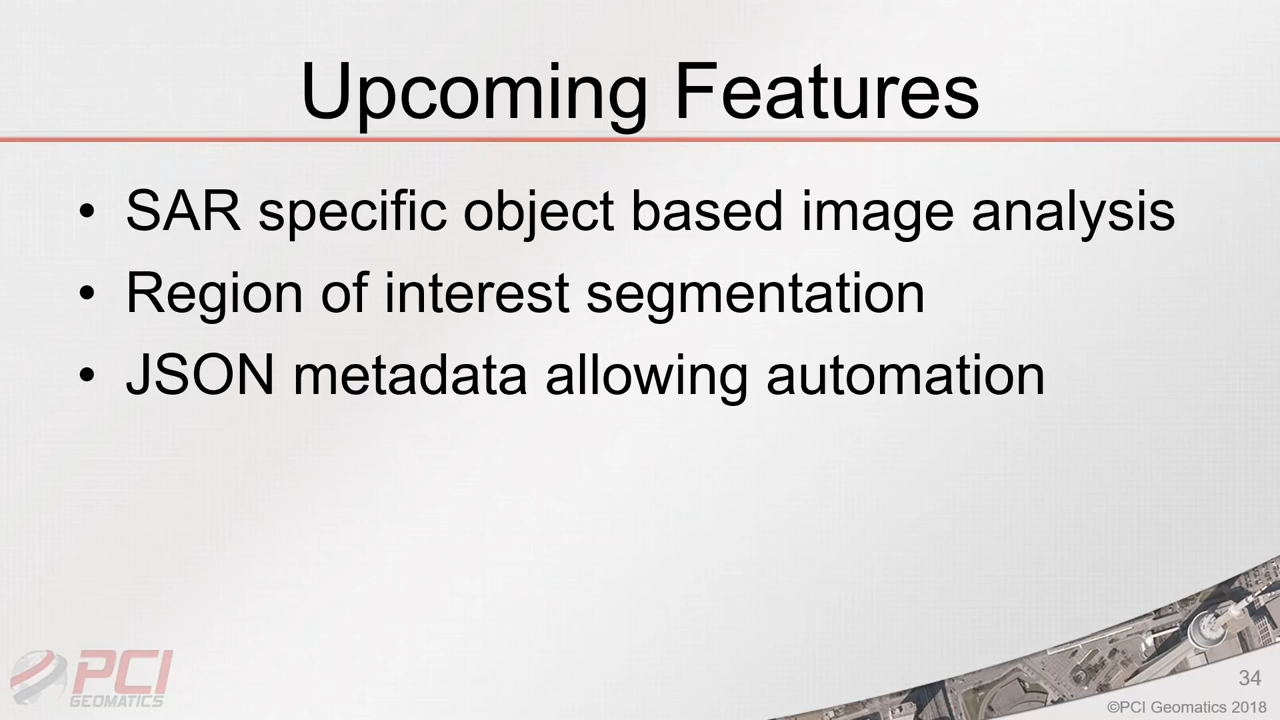 Upcoming Features
• SAR specific object based image analysis
• Region of interest segmentation
• JSON metadata allowing automation
PCI
GEOMATICS
34
©PCI Geomatics 2018